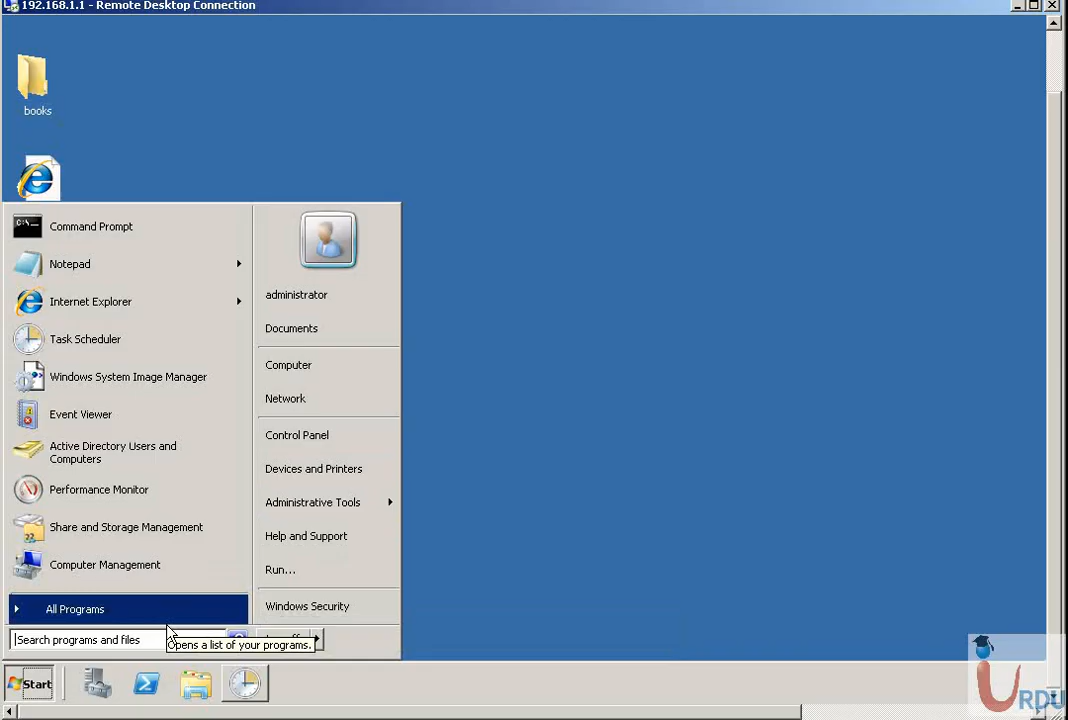 192.168.1.1 - Remote Desktop Connection
books
Command Prompt
Notepad
Internet Explorer
Task Scheduler
Windows System Image Manager
Event Viewer
Active Directory Users and
Computers
Performance Monitor
Share and Storage Management
Computer Management
All Programs
Search programs and files
administrator
Documents
Computer
Network
Control Panel
Devices and Printers
Administrative Tools
Help and Support
Run...
Windows Security
Opens a list of your programs.
Start
URDU